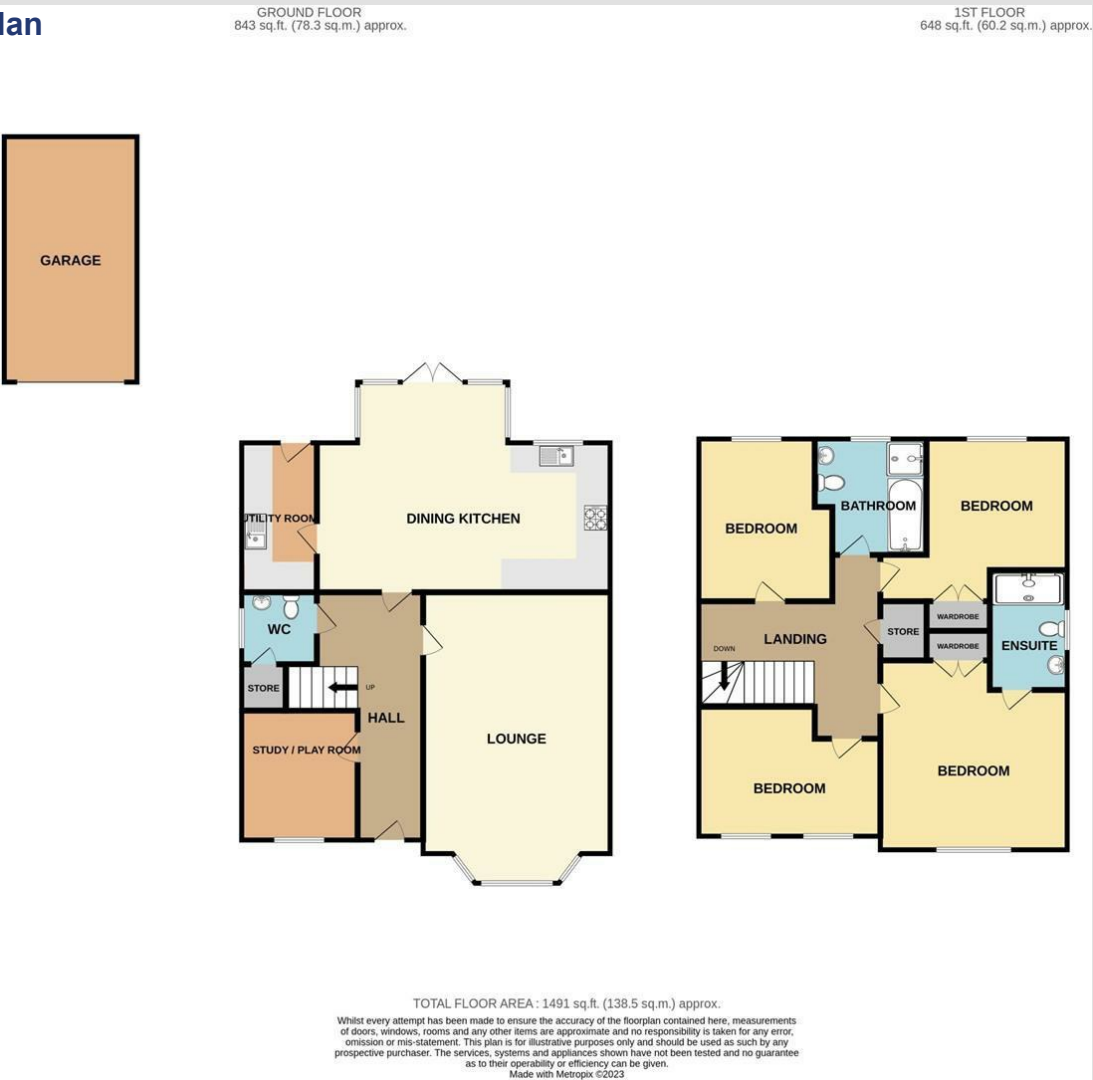 lan
GROUND FLOOR
843 sq.ft. (78.3 sq.m.) approx.
1ST FLOOR
648 sq.ft. (60.2 sq.m.) approx.
GARAGE
UTILITY ROOM
DINING KITCHEN
WC
STORE
UP
HALL
STUDY / PLAY ROOM
LOUNGE
BEDROOM
BATHROOM
BEDROOM
WARDROBE
WARDROBE
STORE
LANDING
DOWN
ENSUITE
BEDROOM
BEDROOM
TOTAL FLOOR AREA : 1491 sq.ft. (138.5 sq.m.) approx.
Whilst every attempt has been made to ensure the accuracy of the floorplan contained here, measurements
of doors, windows, rooms and any other items are approximate and no responsibility is taken for any error,
omission or mis-statement. This plan is for illustrative purposes only and should be used as such by any
prospective purchaser. The services, systems and appliances shown have not been tested and no guarantee
as to their operability or efficiency can be given.
Made with Metropix ©2023